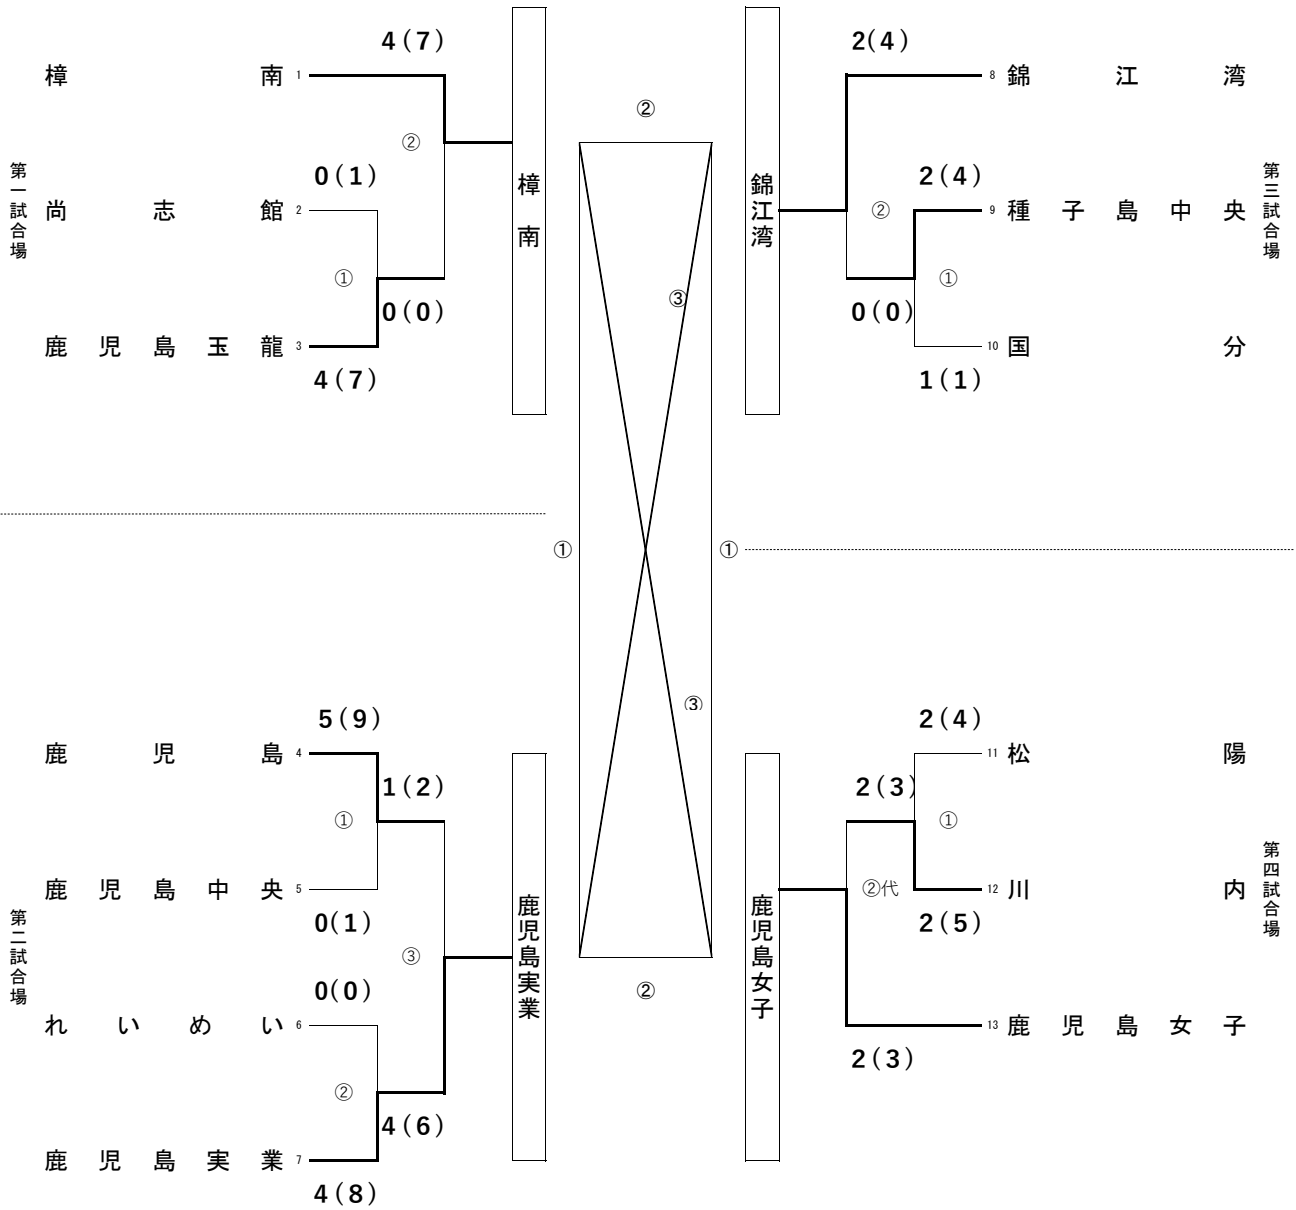 4(7)
樟南 1
②
第一試合場
0(1)
尚志館 2
①
0(0)
鹿児島玉龍 3
4(7)
樟南
②
③
①
①
③
②
2(4)
8 錦江湾
錦江湾
②
2(4)
9 種子島中央
第三試合場
①
0(0)
10 国分
1(1)
5(9)
鹿児島 4
1(2)
①
鹿児島中央 5
0(1)
第二試合場
③
0(0)
れいめい 6
②
4(6)
鹿児島実業 7
4(8)
鹿児島実業
鹿児島女子
2(4)
11 松陽
2(3)
①
②代
12 川内
2(5)
第四試合場
13 鹿児島女子
2(3)